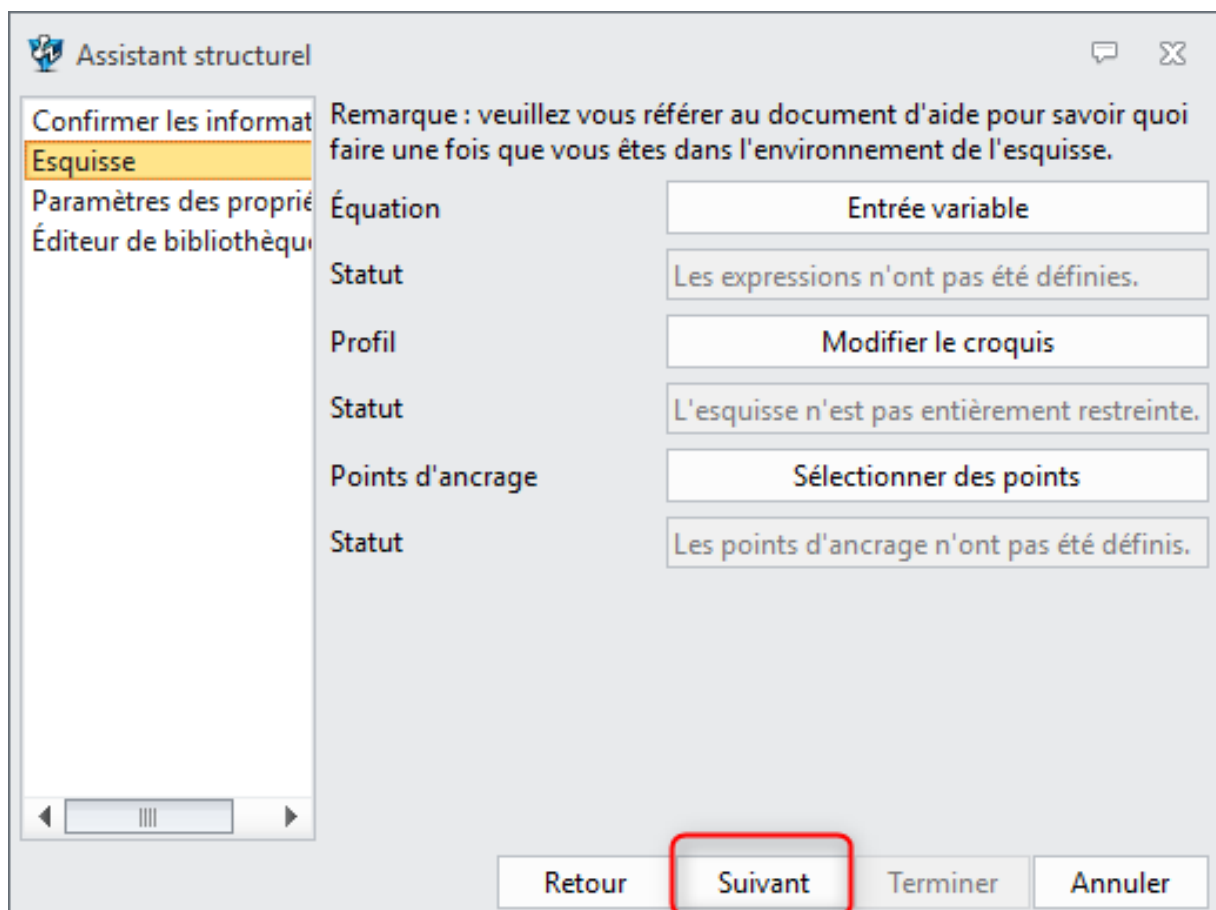 Assistant structurel
Confirmer les informat
Esquisse
Paramètres des proprié
Éditeur de bibliothèqu
Remarque : veuillez vous référer au document d'aide pour savoir quoi
faire une fois que vous êtes dans l'environnement de l'esquisse.
Équation
Entrée variable
Statut
Les expressions n'ont pas été définies.
Profil
Modifier le croquis
Statut
L'esquisse n'est pas entièrement restreinte.
Points d'ancrage
Sélectionner des points
Statut
Les points d'ancrage n'ont pas été définis.
Retour
Suivant
Terminer
Annuler